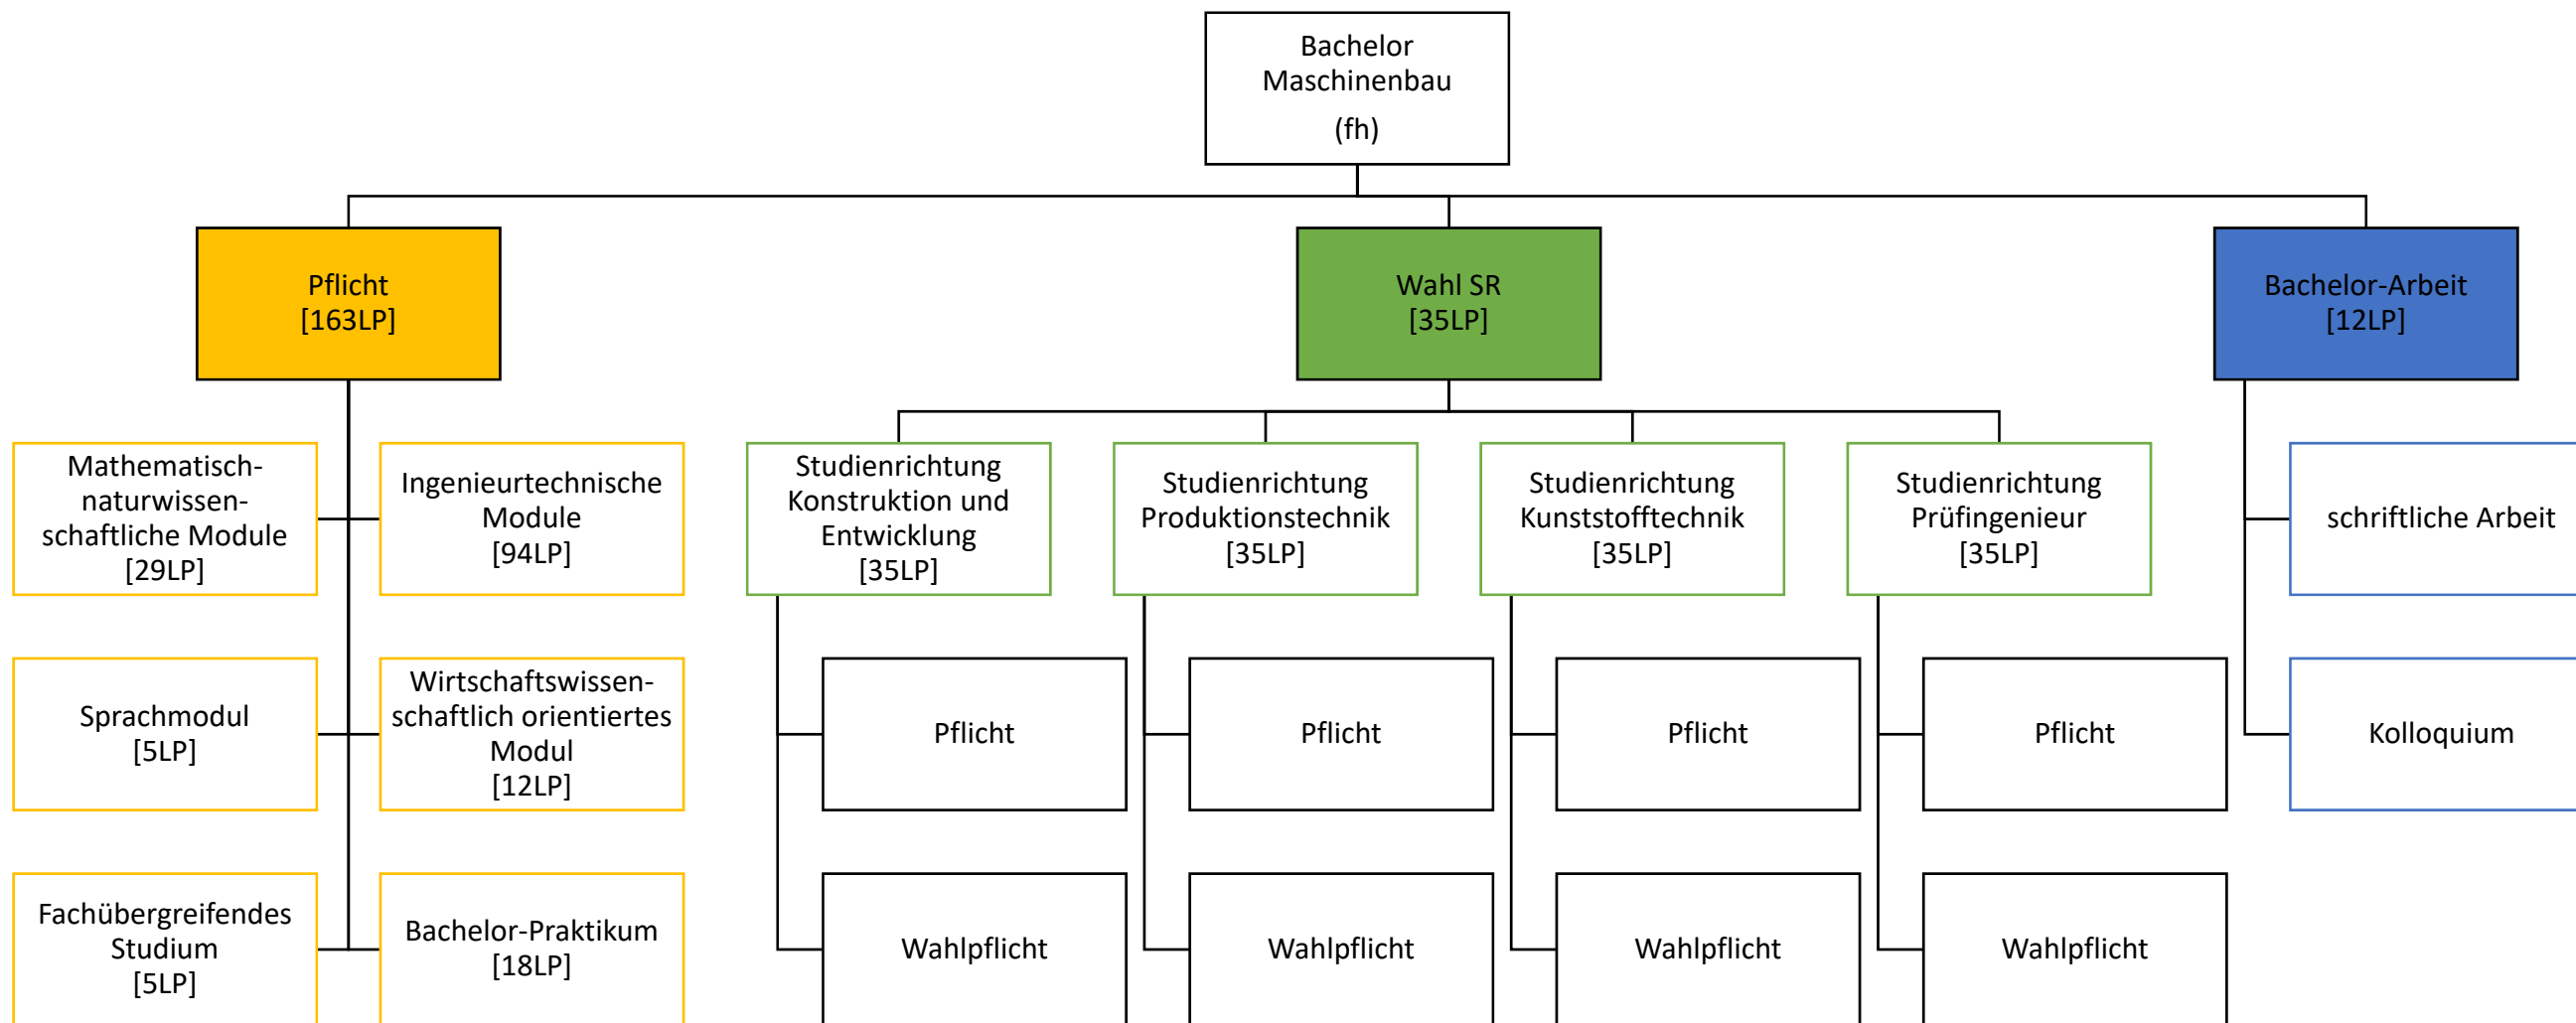 Bachelor
Maschinenbau
(fh)
Pflicht
[163LP]
Wahl SR
[35LP]
Bachelor-Arbeit
[12LP]
Mathematisch-
naturwissen-
schaftliche Module
[29LP]
Ingenieurtechnische
Module
[94LP]
Studienrichtung
Konstruktion und
Entwicklung
[35LP]
Studienrichtung
Produktionstechnik
[35LP]
Studienrichtung
Kunststofftechnik
[35LP]
Studienrichtung
Prüfingenieur
[35LP]
schriftliche Arbeit
Sprachmodul
[5LP]
Wirtschaftswissen-
schaftlich orientiertes
Modul
[12LP]
Pflicht
Pflicht
Pflicht
Pflicht
Kolloquium
Fachübergreifendes
Studium
[5LP]
Bachelor-Praktikum
[18LP]
Wahlpflicht
Wahlpflicht
Wahlpflicht
Wahlpflicht